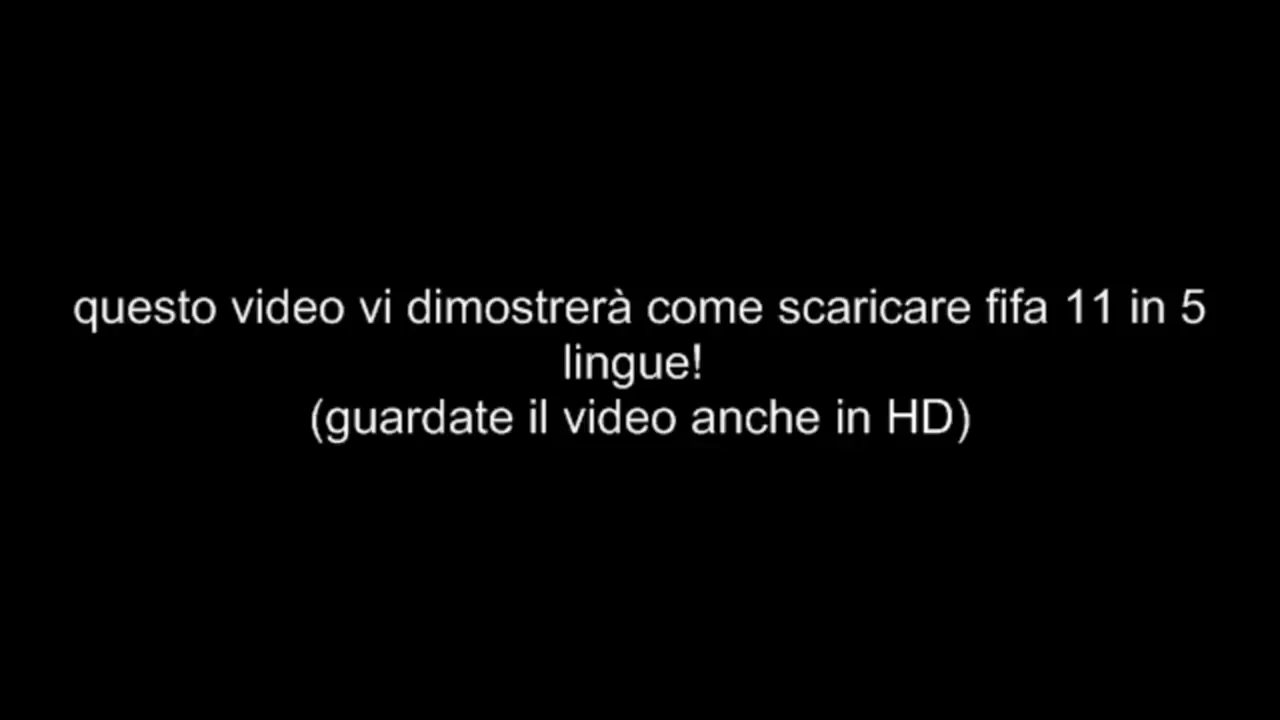 questo video vi dimostrerà come scaricare fifa 11 in 5
lingue!
(guardate il video anche in HD)